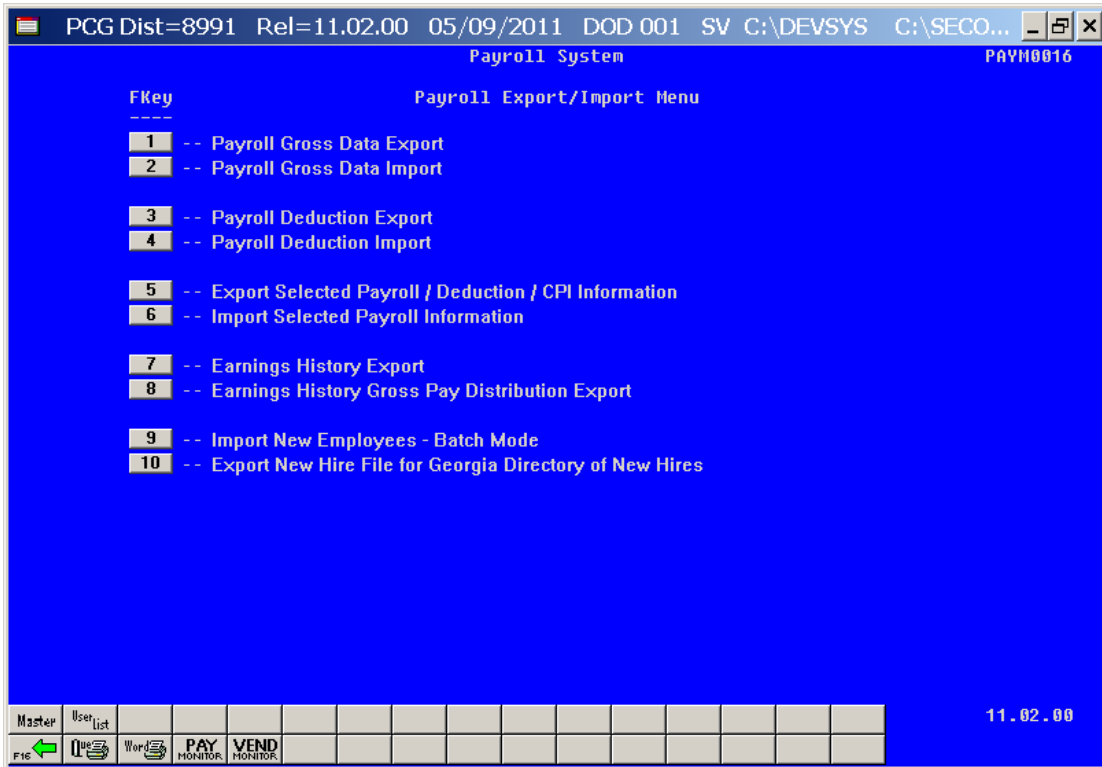 PCG Dist=8991 Rel=11.02.00 05/09/2011 DOD 001 SV C:\DEVSYS C:\SECO...
Payroll System PAYM0016
FKey Payroll Export/Import Menu
----
1 -- Payroll Gross Data Export
2 -- Payroll Gross Data Import
3 -- Payroll Deduction Export
4 -- Payroll Deduction Import
5 -- Export Selected Payroll / Deduction / CPI Information
6 -- Import Selected Payroll Information
7 -- Earnings History Export
8 -- Earnings History Gross Pay Distribution Export
9 -- Import New Employees - Batch Mode
10 -- Export New Hire File for Georgia Directory of New Hires
Master User List 11.02.00
F16 Que Word PAY MONITOR VEND MONITOR